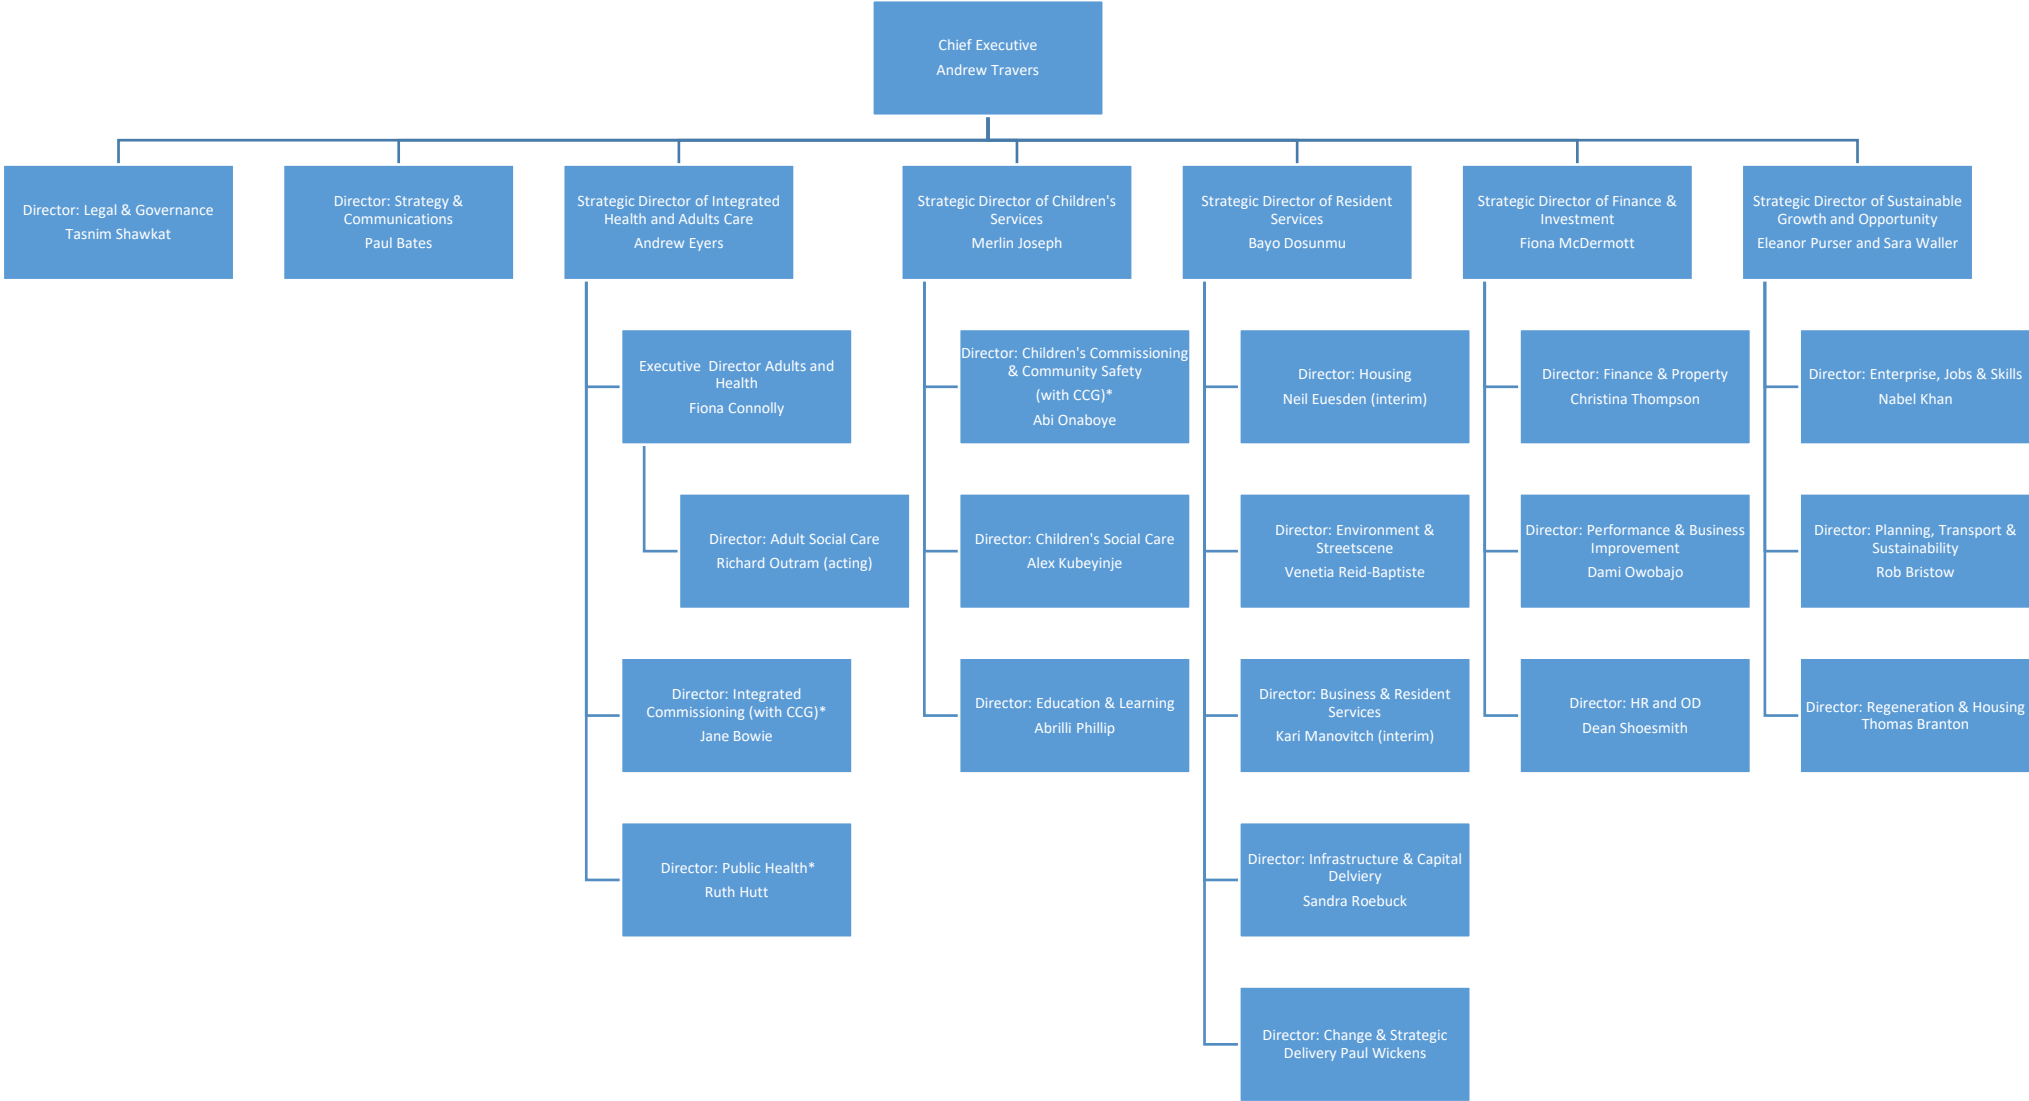 Chief Executive
Andrew Travers
Director: Legal & Governance
Tasnim Shawkat
Director: Strategy &
Communications
Paul Bates
Strategic Director of Integrated
Health and Adults Care
Andrew Eyers
Strategic Director of Children's
Services
Merlin Joseph
Strategic Director of Resident
Services
Bayo Dosunmu
Strategic Director of Finance &
Investment
Fiona McDermott
Strategic Director of Sustainable
Growth and Opportunity
Eleanor Purser and Sara Waller
Executive  Director Adults and
Health
Fiona Connolly
Director: Children's Commissioning
& Community Safety
(with CCG)*
Abi Onaboye
Director: Housing
Neil Euesden (interim)
Director: Finance & Property
Christina Thompson
Director: Enterprise, Jobs & Skills
Nabel Khan
Director: Adult Social Care
Richard Outram (acting)
Director: Children's Social Care
Alex Kubeyinje
Director: Environment &
Streetscene
Venetia Reid-Baptiste
Director: Performance & Business
Improvement
Dami Owobajo
Director: Planning, Transport &
Sustainability
Rob Bristow
Director: Integrated
Commissioning (with CCG)*
Jane Bowie
Director: Education & Learning
Abrilli Phillip
Director: Business & Resident
Services
Kari Manovitch (interim)
Director: HR and OD
Dean Shoesmith
Director: Regeneration & Housing
Thomas Branton
Director: Public Health*
Ruth Hutt
Director: Infrastructure & Capital
Delviery
Sandra Roebuck
Director: Change & Strategic
Delivery Paul Wickens